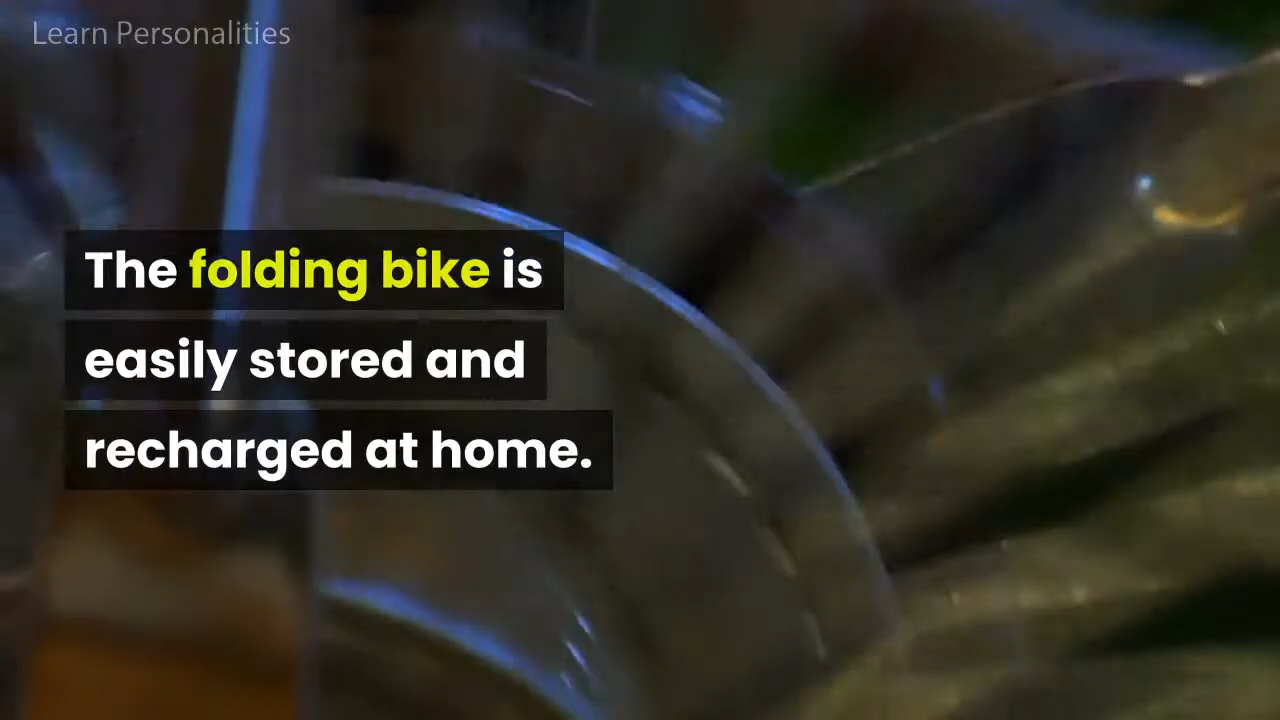 Learn Personalities
The folding bike is
easily stored and
recharged at home.